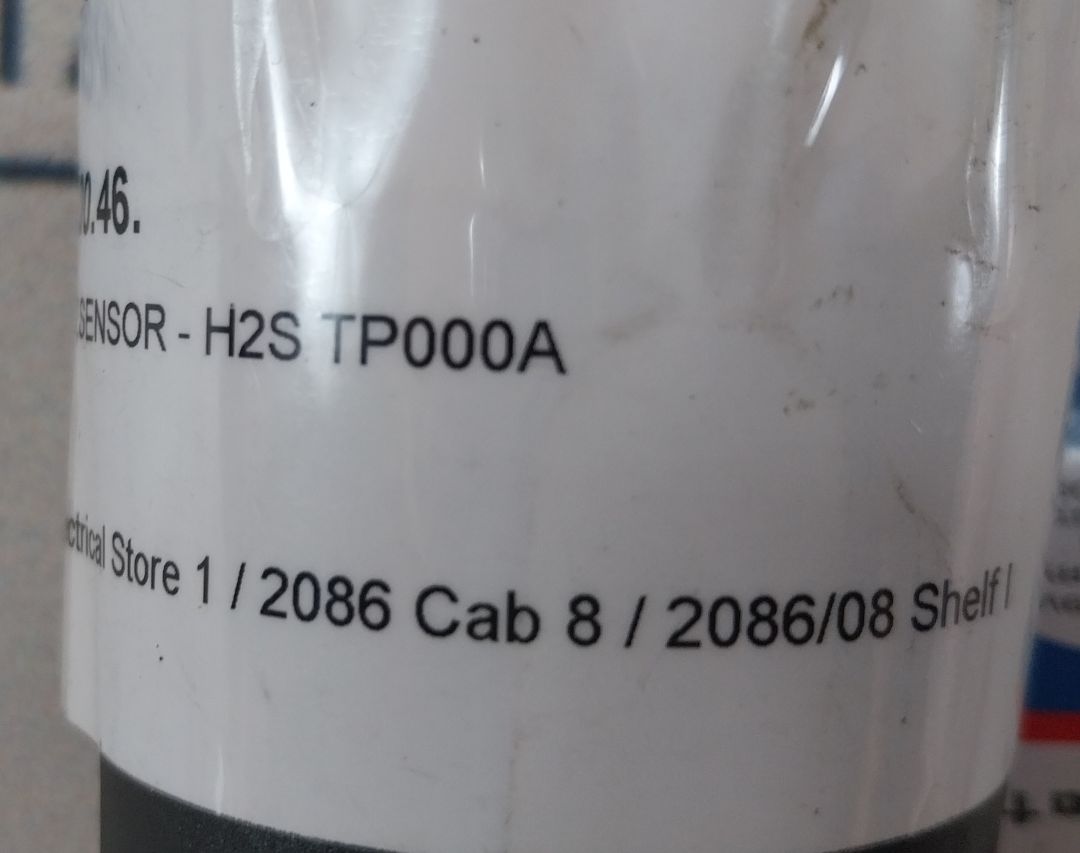 0.46.
SENSOR - H2S TP000A
ctrical Store 1 / 2086 Cab 8 / 2086/08 Shelf